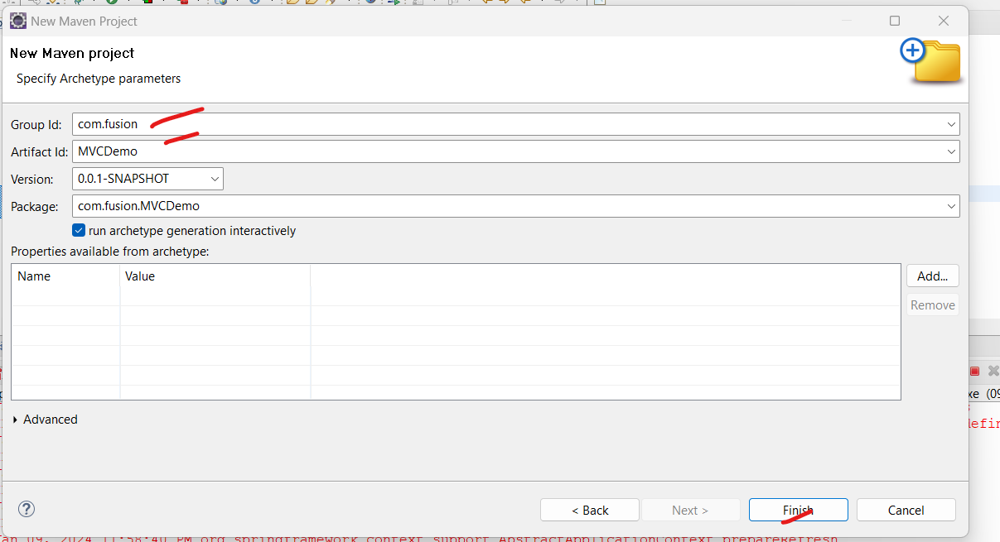 New Maven Project
New Maven project
Specify Archetype parameters
Group Id: com.fusion
Artifact Id: MVCDemo
Version: 0.0.1-SNAPSHOT
Package: com.fusion.MVCDemo
run archetype generation interactively
Properties available from archetype:
Name Value
Add...
Remove
xe (09
defin
Advanced
< Back Next > Finish Cancel
an 09, 2024 11:58:40 PM org.springframework.context.support.AbstractApplicationContext prepareRefresh